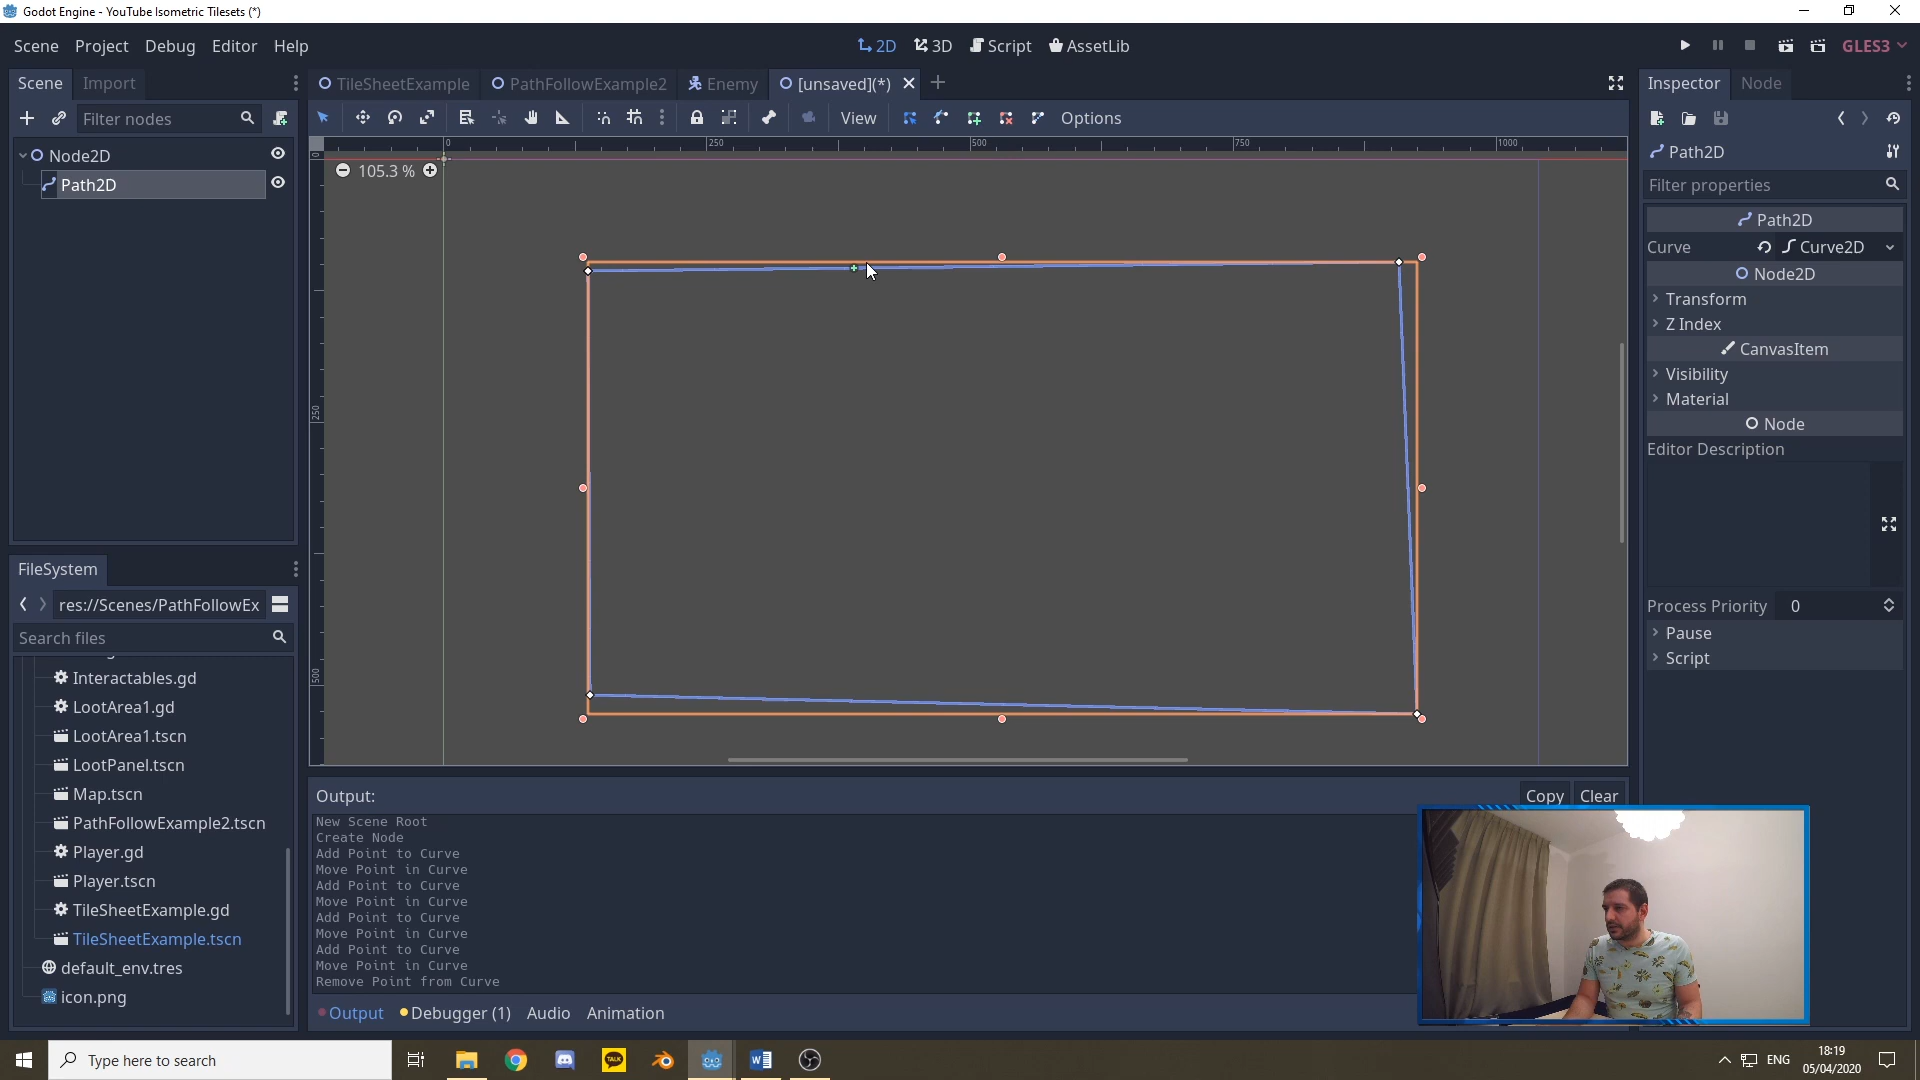 Godot Engine - YouTube Isometric Tilesets (*)
Scene Project Debug Editor Help
2D 3D Script AssetLib
GLES3
Scene Import
TileSheetExample PathFollowExample2 Enemy [unsaved](*)
Inspector Node
Filter nodes
View Options
Node2D
Path2D
0 250 500 750 1000
0
250
500
105.3 %
Path2D
Filter properties
Path2D
Curve Curve2D
Node2D
Transform
Z Index
CanvasItem
Visibility
Material
Node
Editor Description
Process Priority 0
Pause
Script
FileSystem
res://Scenes/PathFollowEx
Search files
Interactables.gd
LootArea1.gd
LootArea1.tscn
LootPanel.tscn
Map.tscn
PathFollowExample2.tscn
Player.gd
Player.tscn
TileSheetExample.gd
TileSheetExample.tscn
default_env.tres
icon.png
Output: Copy Clear
New Scene Root
Create Node
Add Point to Curve
Move Point in Curve
Add Point to Curve
Move Point in Curve
Add Point to Curve
Move Point in Curve
Add Point to Curve
Move Point in Curve
Remove Point from Curve
Output Debugger (1) Audio Animation
Type here to search
TALK
ENG
18:19
05/04/2020